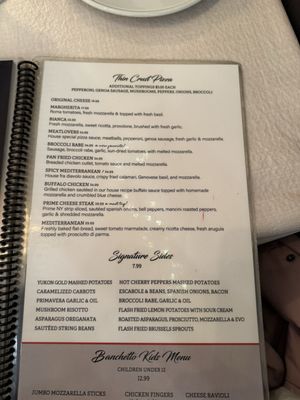 Thin Crust Pizza
ADDITIONAL TOPPINGS $3.00 EACH
PEPPERONI, GENOA SAUSAGE, MUSHROOMS, PEPPERS, ONIONS, BROCCOLI
ORIGINAL CHEESE
MARGHERITA
Roma tomatoes, fresh mozzarella & topped with fresh basil.
BIANCA
Fresh mozzarella, sweet ricotta, provolone, brushed with fresh garlic.
MEATLOVERS
House special pizza sauce; meatballs, pepperoni, genoa sausage, fresh garlic & mozzarella.
BROCCOLI RABE
Sausage, broccoli rabe, garlic, sun-dried tomatoes, with melted mozzarella.
PAN FRIED CHICKEN
Breaded chicken cutlet, tomato sauce and melted mozzarella.
SPICY MEDITERRANEAN
House fra diavolo sauce, crispy fried calamari, Genovese basil, and mozzarella.
BUFFALO CHICKEN
Grilled chicken sautéed in our house recipe buffalo sauce topped with homemade
mozzarella and crumbled blue cheese.
PRIME CHEESE STEAK
Prime NY strip sliced, sautéed spanish onions, bell peppers, mancini roasted peppers,
garlic & shredded mozzarella.
MEDITERRANEAN
Freshly baked flat-bread, sweet tomato marmalade, creamy ricotta cheese, fresh arugula
topped with prosciutto di parma.
Signature Sides
7.99
YUKON GOLD MASHED POTATOES
CARAMELIZED CARROTS
PRIMAVERA GARLIC & OIL
MUSHROOM RISOTTO
ASPARAGUS OREGANATA
SAUTÉED STRING BEANS
HOT CHERRY PEPPERS MASHED POTATOES
ESCAROLE & BEANS, SPANISH ONIONS, BACON
BROCCOLI RABE, GARLIC & OIL
FLASH FRIED LEMON POTATOES WITH SOUR CREAM
ROASTED ASPARAGUS, PROSCIUTTO, MOZZARELLA & EVO
FLASH FRIED BRUSSELS SPROUTS
Banchetto Kids Menu
CHILDREN UNDER 12
12.99
JUMBO MOZZARELLA STICKS
CHICKEN FINGERS
CHEESE RAVIOLI